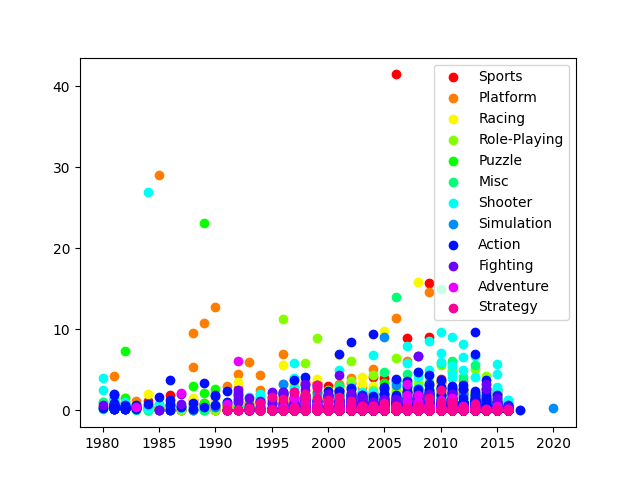 40
30
20
10
0
1980 1985 1990 1995 2000 2005 2010 2015 2020
Sports
Platform
Racing
Role-Playing
Puzzle
Misc
Shooter
Simulation
Action
Fighting
Adventure
Strategy